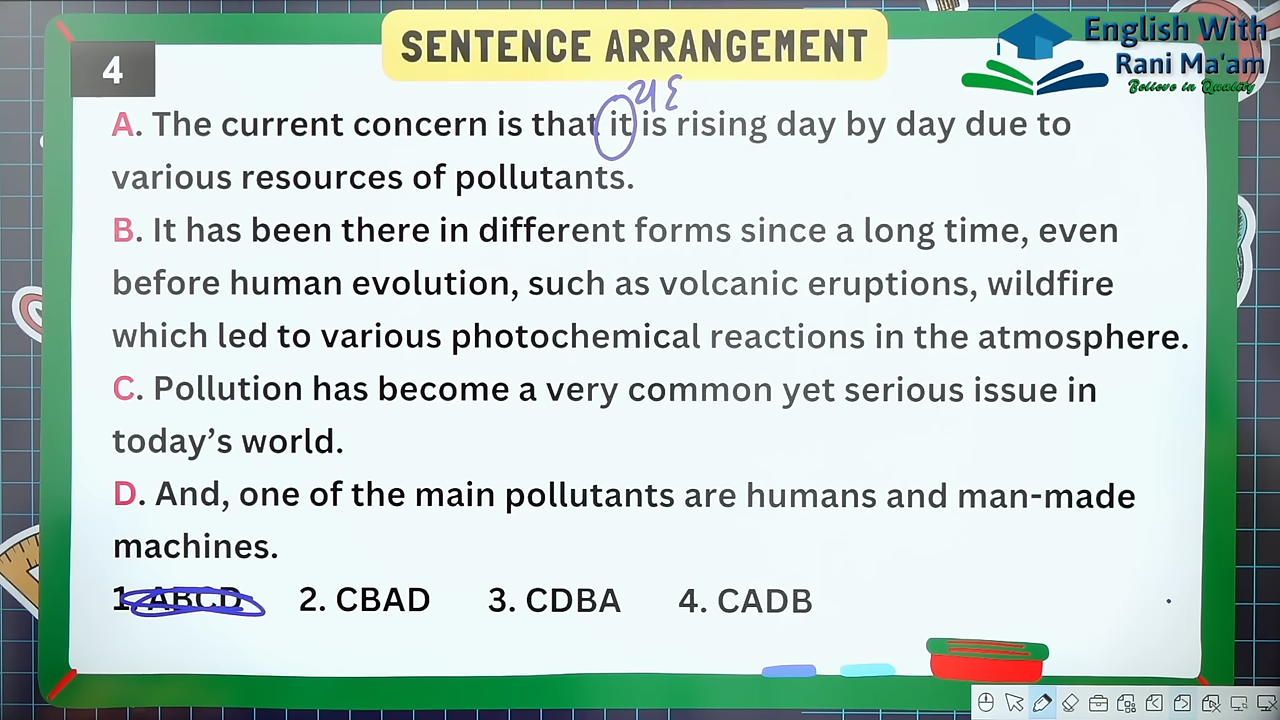 SENTENCE ARRANGEMENT
English With
Rani Ma'am
Believe in Quality
4
यह
A. The current concern is that it is rising day by day due to
various resources of pollutants.
B. It has been there in different forms since a long time, even
before human evolution, such as volcanic eruptions, wildfire
which led to various photochemical reactions in the atmosphere.
C. Pollution has become a very common yet serious issue in
today's world.
D. And, one of the main pollutants are humans and man-made
machines.
1. ABCD 2. CBAD 3. CDBA 4. CADB